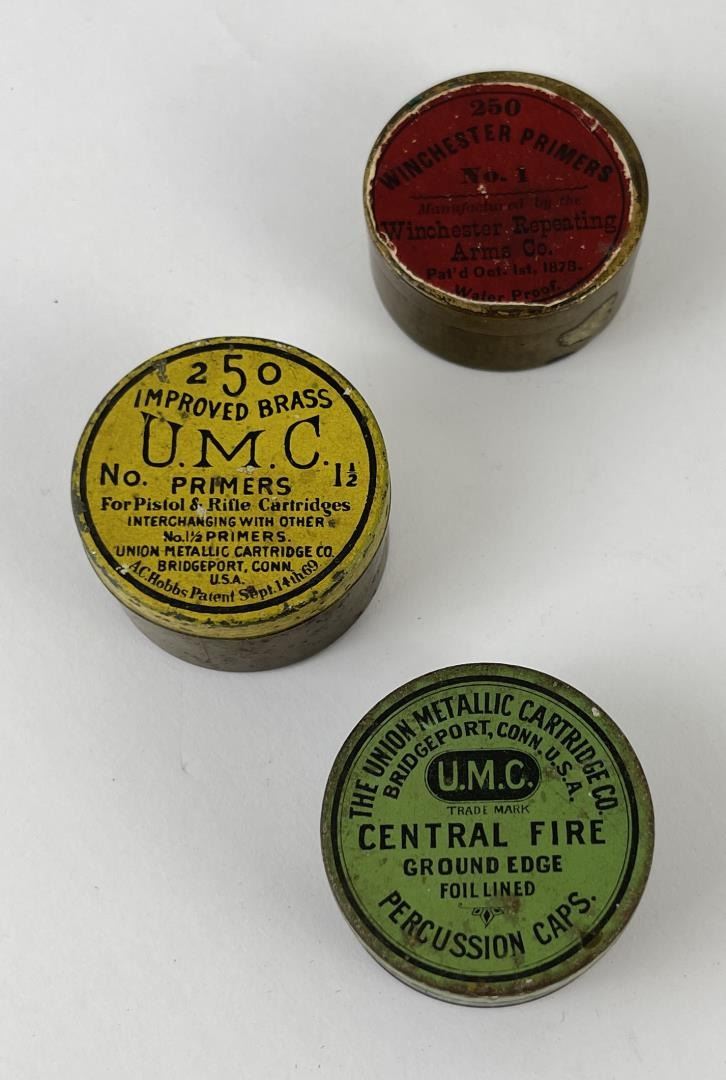 250
WINCHESTER PRIMERS
No. 1
Manufactured by the
Winchester Repeating
Arms Co.
Pat'd Oct. 1st, 1878.
Water Proof.
250
IMPROVED BRASS
U.M.C.
No. 1½
PRIMERS
For Pistol & Rifle Cartridges
INTERCHANGING WITH OTHER
No. 1½ PRIMERS.
UNION METALLIC CARTRIDGE CO.
BRIDGEPORT, CONN.
U.S.A.
A.C. Hobbs Patent Sept. 14th 69
THE UNION METALLIC CARTRIDGE CO.
BRIDGEPORT, CONN. U.S.A.
U.M.C.
TRADE MARK
CENTRAL FIRE
GROUND EDGE
FOIL LINED
PERCUSSION CAPS.